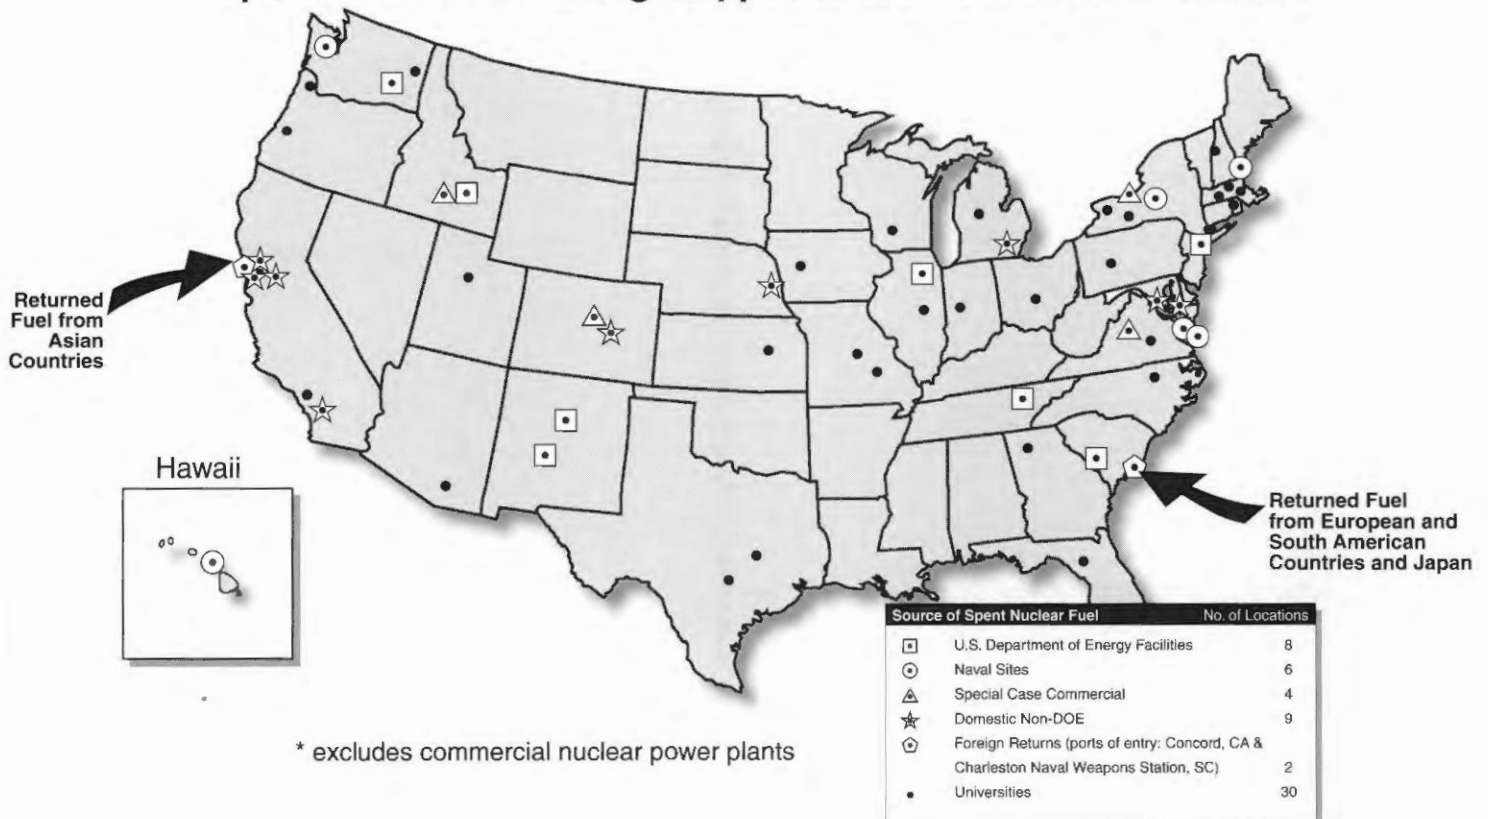 Returned
Fuel from
Asian
Countries
Hawaii
Returned Fuel
from European and
South American
Countries and Japan
Source of Spent Nuclear Fuel No. of Locations
U.S. Department of Energy Facilities 8
Naval Sites 6
Special Case Commercial 4
Domestic Non-DOE 9
Foreign Returns (ports of entry: Concord, CA &
Charleston Naval Weapons Station, SC) 2
Universities 30
* excludes commercial nuclear power plants